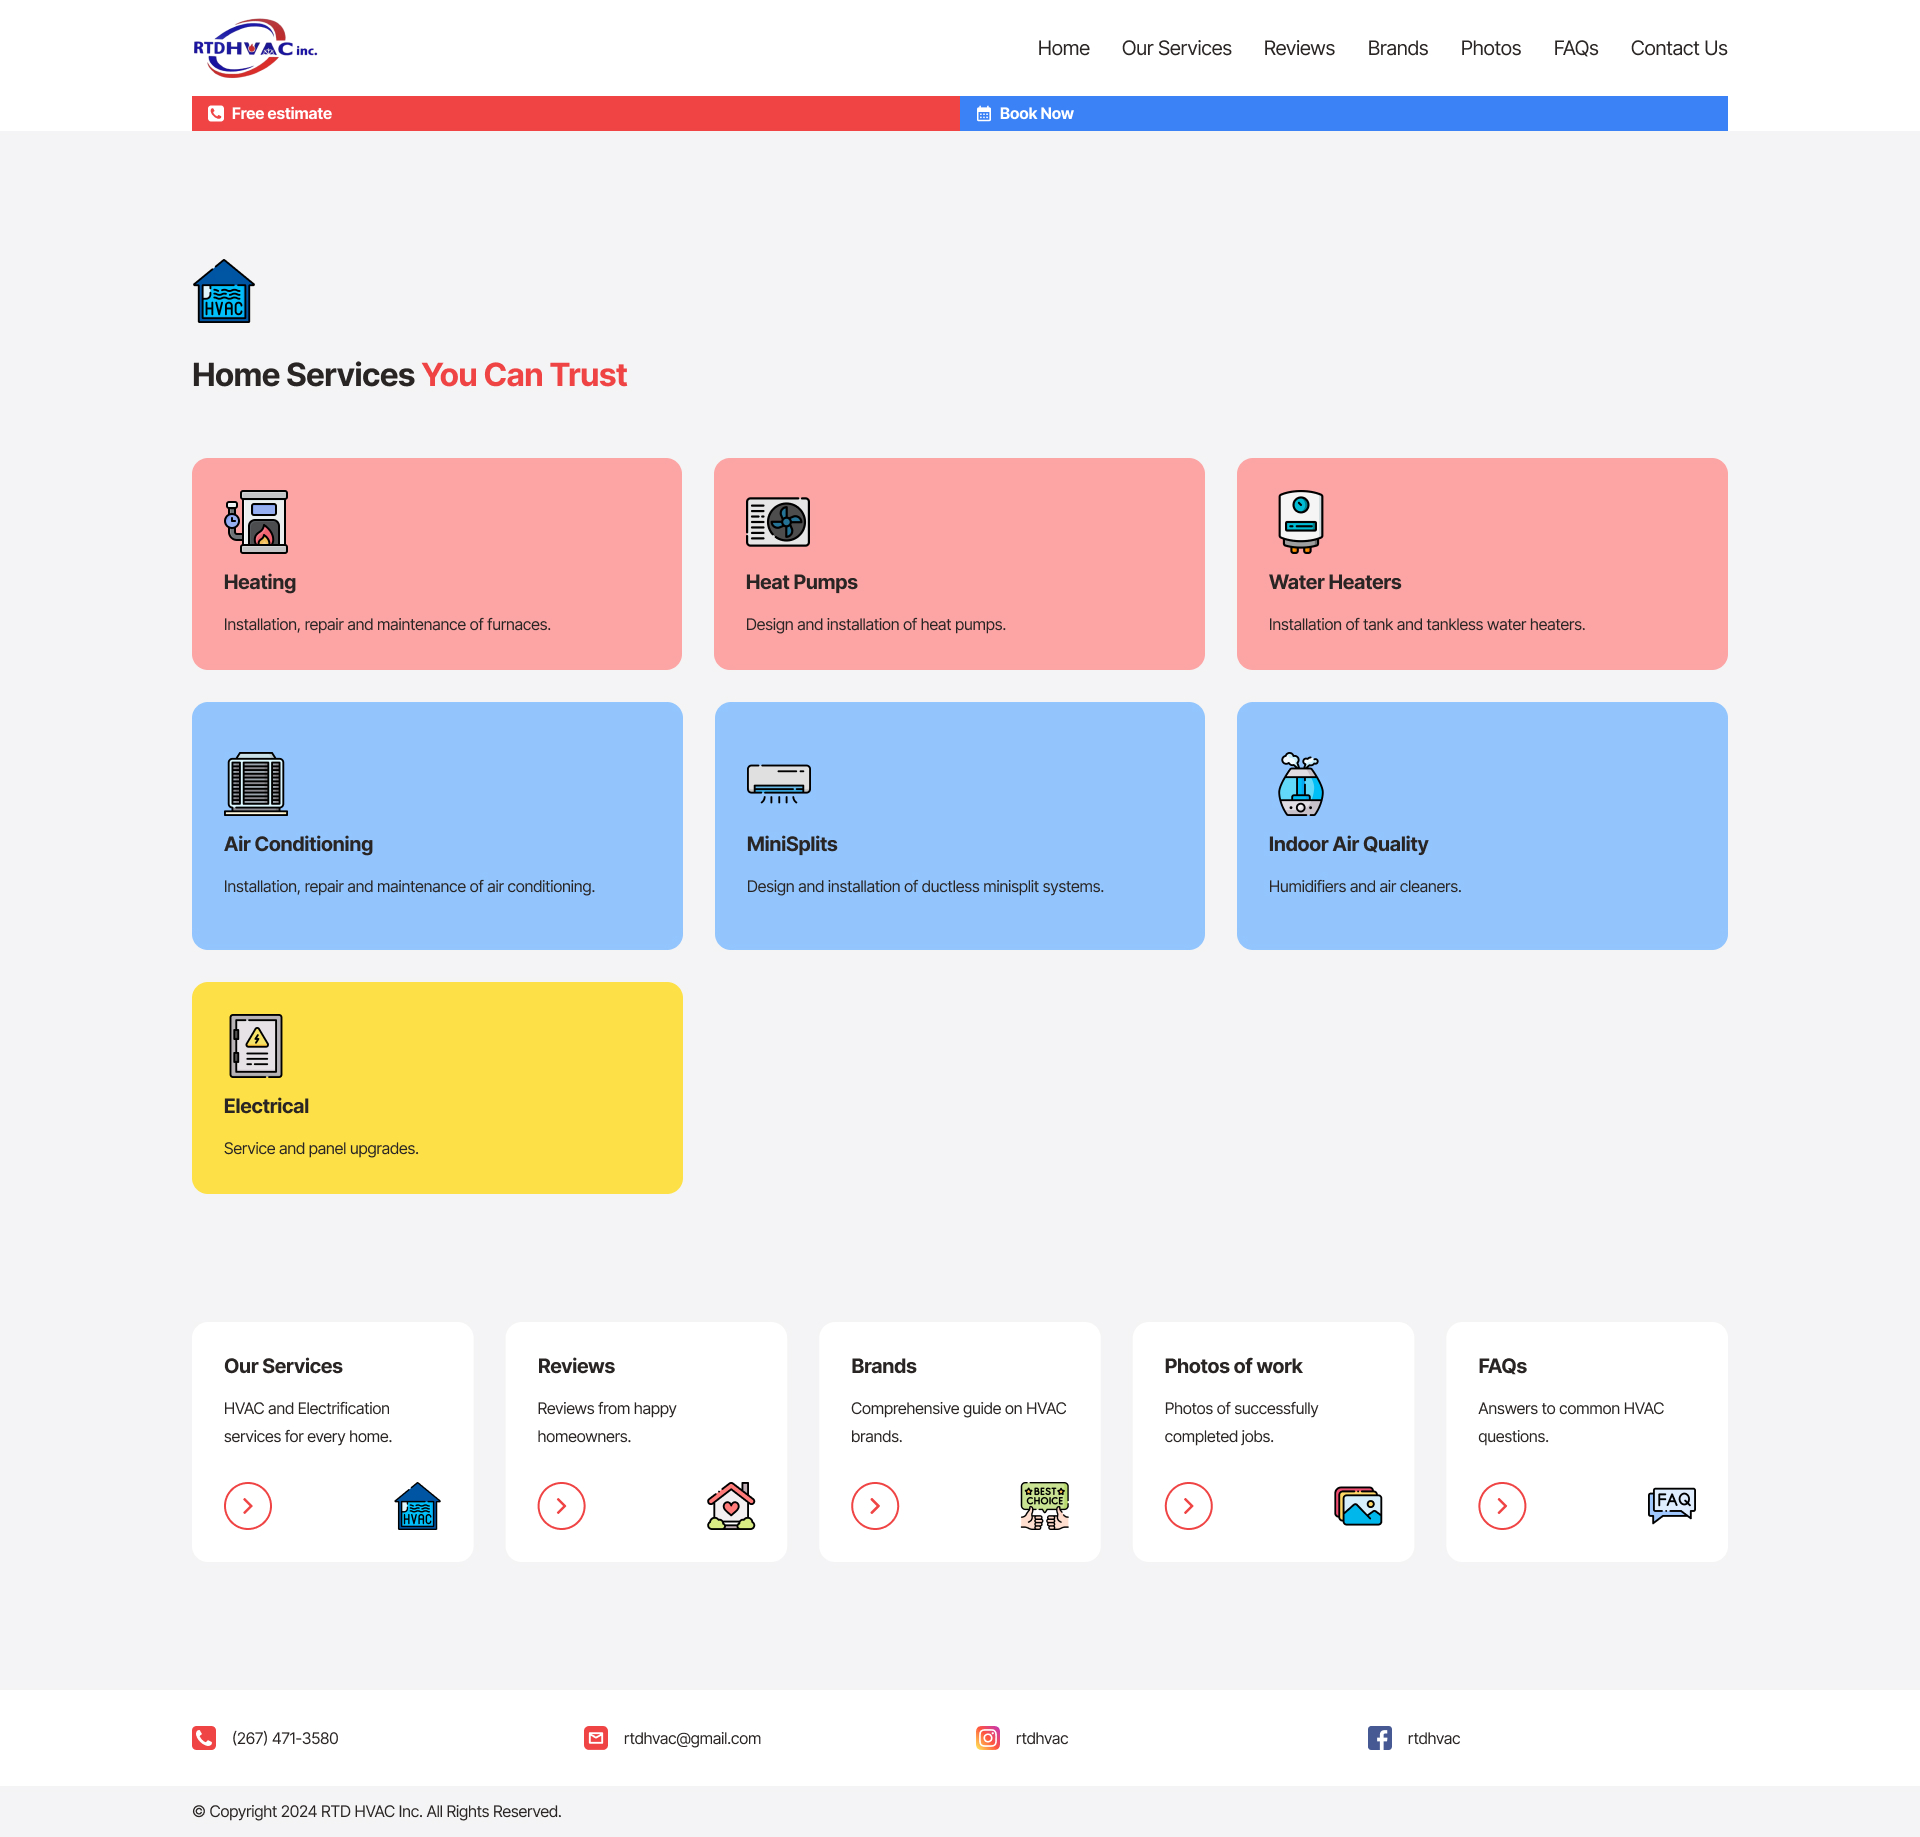 RTDHVAC inc.
Home
Our Services
Reviews
Brands
Photos
FAQs
Contact Us
Free estimate
Book Now
HVAC
Home Services You Can Trust
Heating
Installation, repair and maintenance of furnaces.
Heat Pumps
Design and installation of heat pumps.
Water Heaters
Installation of tank and tankless water heaters.
Air Conditioning
Installation, repair and maintenance of air conditioning.
MiniSplits
Design and installation of ductless minisplit systems.
Indoor Air Quality
Humidifiers and air cleaners.
Electrical
Service and panel upgrades.
Our Services
HVAC and Electrification
services for every home.
HVAC
Reviews
Reviews from happy
homeowners.
Brands
Comprehensive guide on HVAC
brands.
BEST
CHOICE
Photos of work
Photos of successfully
completed jobs.
FAQs
Answers to common HVAC
questions.
FAQ
(267) 471-3580
rtdhvac@gmail.com
rtdhvac
rtdhvac
© Copyright 2024 RTD HVAC Inc. All Rights Reserved.